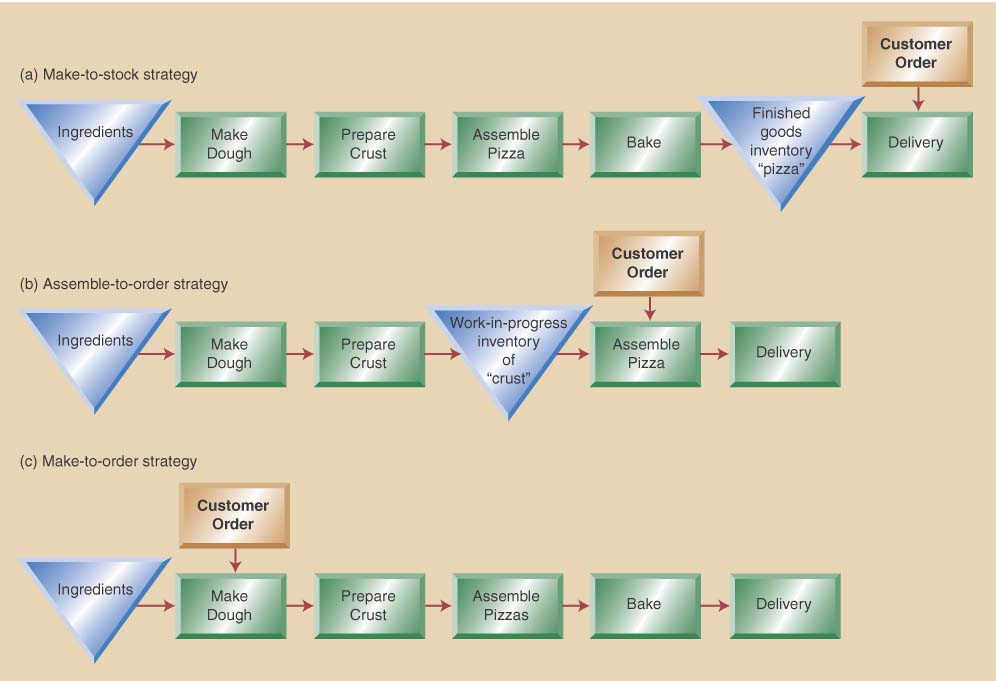 Customer
Order
(a) Make-to-stock strategy
Ingredients
Make
Dough
Prepare
Crust
Assemble
Pizza
Bake
Finished
goods
inventory
“pizza”
Delivery
Customer
Order
(b) Assemble-to-order strategy
Ingredients
Make
Dough
Prepare
Crust
Work-in-progress
inventory
of
“crust”
Assemble
Pizza
Delivery
(c) Make-to-order strategy
Customer
Order
Ingredients
Make
Dough
Prepare
Crust
Assemble
Pizzas
Bake
Delivery